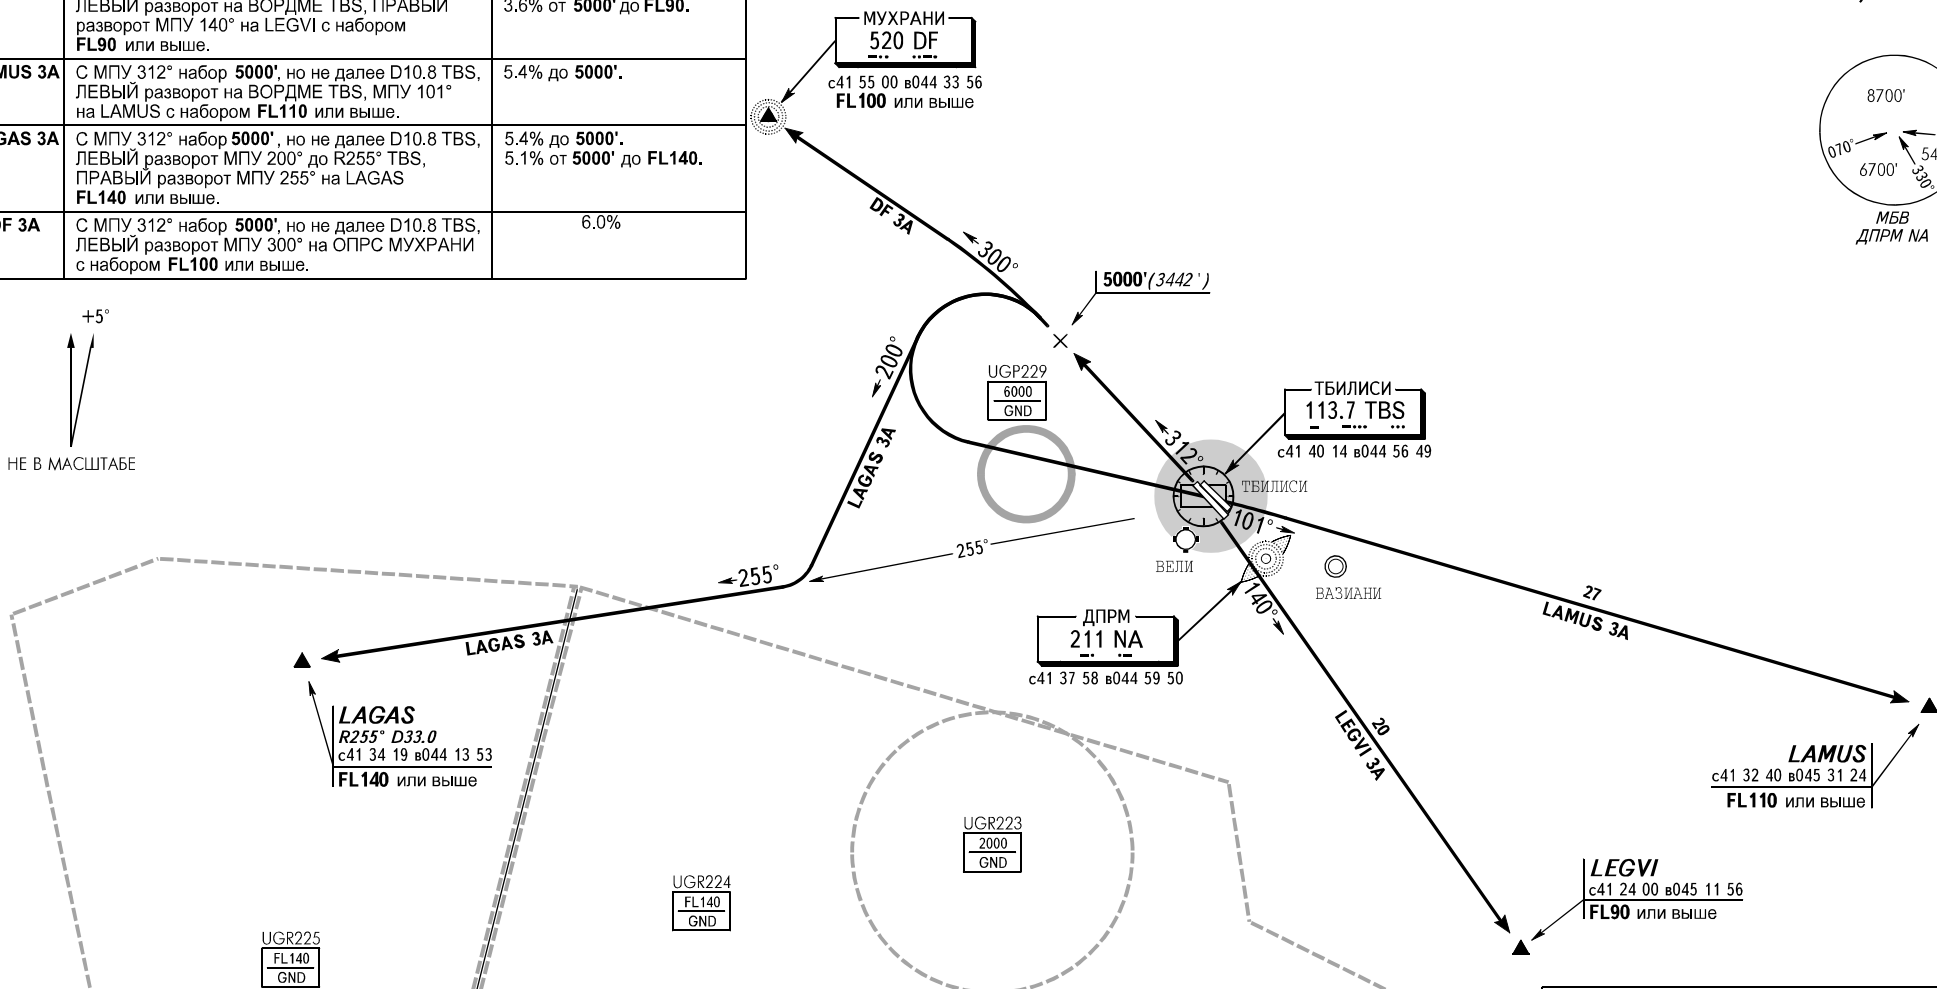 ЛЕВЫЙ разворот на ВОРДМЕ TBS, ПРАВЫЙ
разворот МПУ 140° на LEGVI с набором
FL90 или выше.
3.6% от 5000' до FL90.
MUS 3A
С МПУ 312° набор 5000', но не далее D10.8 TBS,
ЛЕВЫЙ разворот на ВОРДМЕ TBS, МПУ 101°
на LAMUS с набором FL110 или выше.
5.4% до 5000'.
GAS 3A
С МПУ 312° набор 5000', но не далее D10.8 TBS,
ЛЕВЫЙ разворот МПУ 200° до R255° TBS,
ПРАВЫЙ разворот МПУ 255° на LAGAS
FL140 или выше.
5.4% до 5000'.
5.1% от 5000' до FL140.
F 3A
С МПУ 312° набор 5000', но не далее D10.8 TBS,
ЛЕВЫЙ разворот МПУ 300° на ОПРС МУХРАНИ
с набором FL100 или выше.
6.0%
МУХРАНИ
520 DF
с41 55 00 в044 33 56
FL100 или выше
8700'
070°
54
6700'
330°
МБВ
ДПРМ NA
DF 3A
300°
5000'(3442')
+5°
НЕ В МАСШТАБЕ
200°
UGP229
6000
GND
ТБИЛИСИ
113.7 TBS
с41 40 14 в044 56 49
312°
LAGAS 3A
ТБИЛИСИ
101°
255°
255°
ВЕЛИ
ВАЗИАНИ
140°
27
LAMUS 3A
ДПРМ
211 NA
с41 37 58 в044 59 50
LAGAS 3A
LAGAS
R255° D33.0
с41 34 19 в044 13 53
FL140 или выше
20
LEGVI 3A
LAMUS
с41 32 40 в045 31 24
FL110 или выше
UGR223
2000
GND
UGR224
FL140
GND
LEGVI
с41 24 00 в045 11 56
FL90 или выше
UGR225
FL140
GND